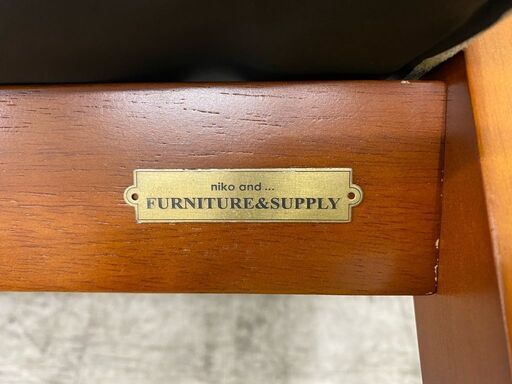 niko and ...
FURNITURE&SUPPLY